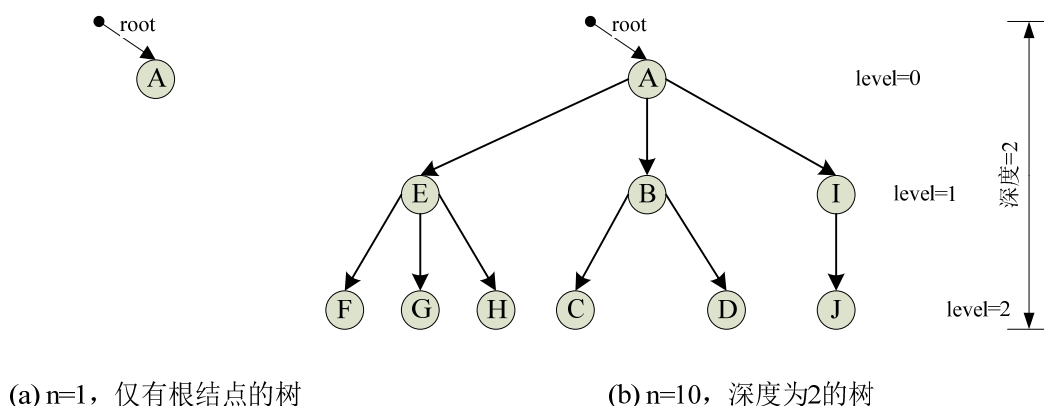 root
A
root
A
level=0
E
B
I
level=1
F
G
H
C
D
J
level=2
深度=2
(a) n=1，仅有根结点的树
(b) n=10，深度为2的树